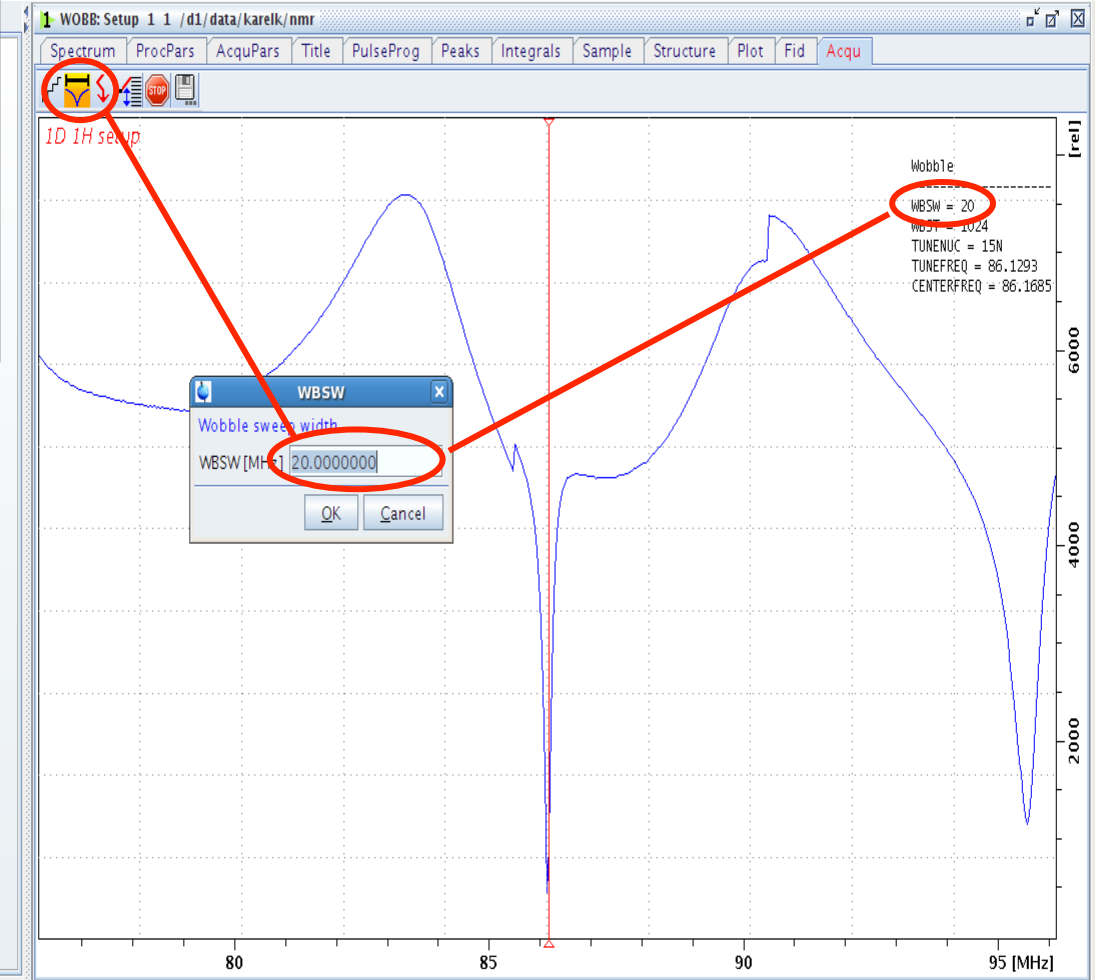 1 WOBB: Setup 1 1 /d1/data/karelk/nmr
Spectrum ProcPars AcquPars Title PulseProg Peaks Integrals Sample Structure Plot Fid Acqu
STOP
1D 1H setup
[rel]
Wobble
WBSW = 20
WBST = 1024
TUNENUC = 15N
TUNEFREQ = 86.1293
CENTERFREQ = 86.1685
6000
WBSW
Wobble sweep width
WBSW [MHz] 20.0000000
OK Cancel
4000
2000
80 85 90 95 [MHz]